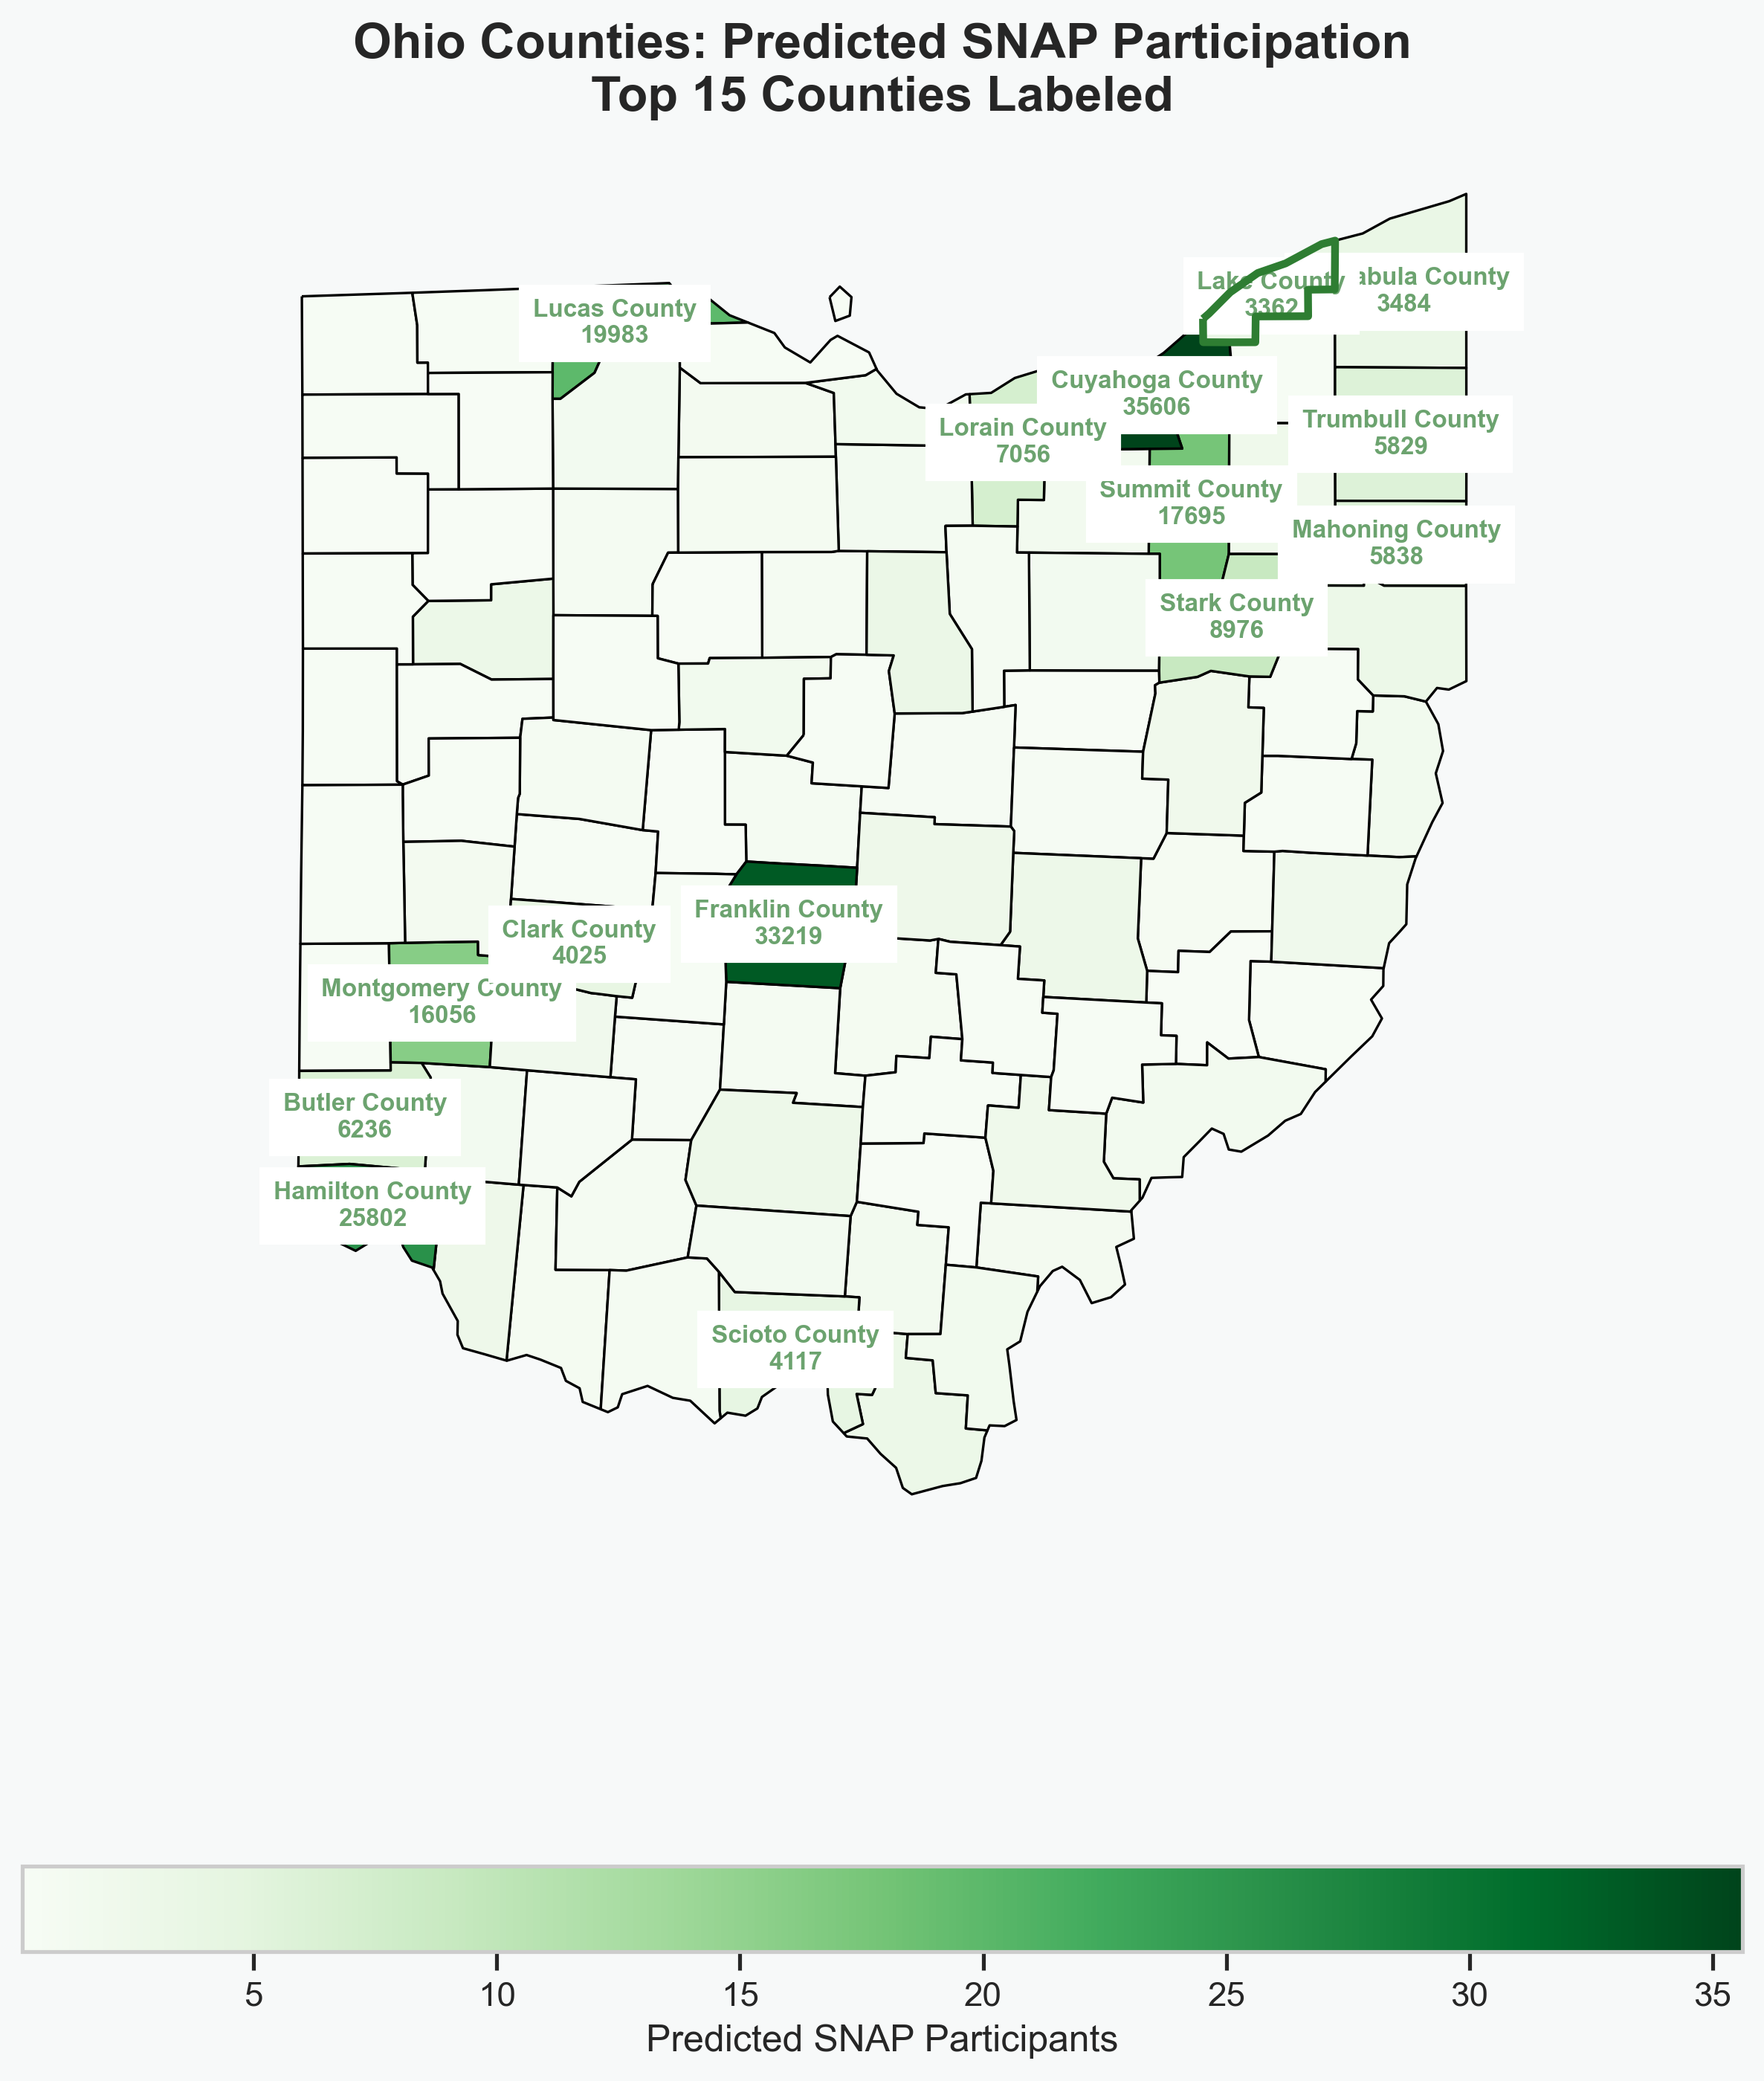 Ohio Counties: Predicted SNAP Participation
Top 15 Counties Labeled
Lake County
3362
abula County
3484
Lucas County
19983
Cuyahoga County
35606
Lorain County
7056
Trumbull County
5829
Summit County
17695
Mahoning County
5838
Stark County
8976
Franklin County
33219
Clark County
4025
Montgomery County
16056
Butler County
6236
Hamilton County
25802
Scioto County
4117
5 10 15 20 25 30 35
Predicted SNAP Participants